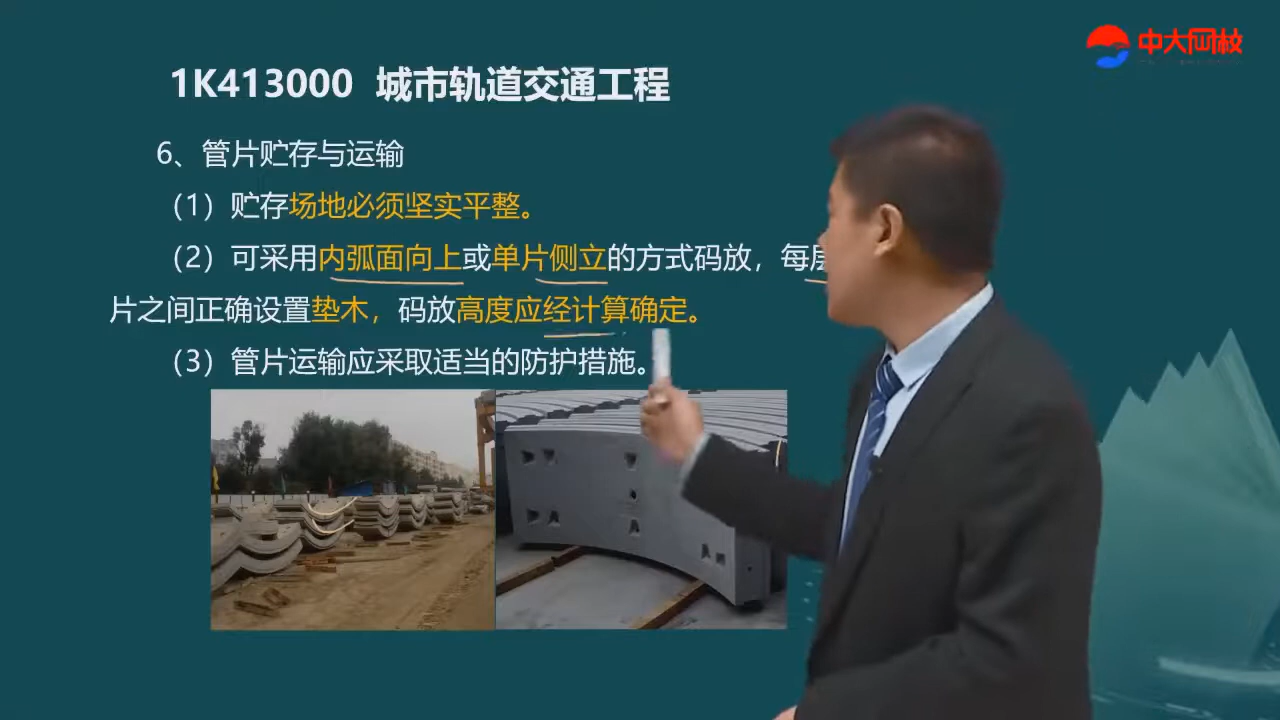 中大网校
1K413000 城市轨道交通工程
6、管片贮存与运输
（1）贮存场地必须坚实平整。
（2）可采用内弧面向上或单片侧立的方式码放，每层
片之间正确设置垫木，码放高度应经计算确定。
（3）管片运输应采取适当的防护措施。